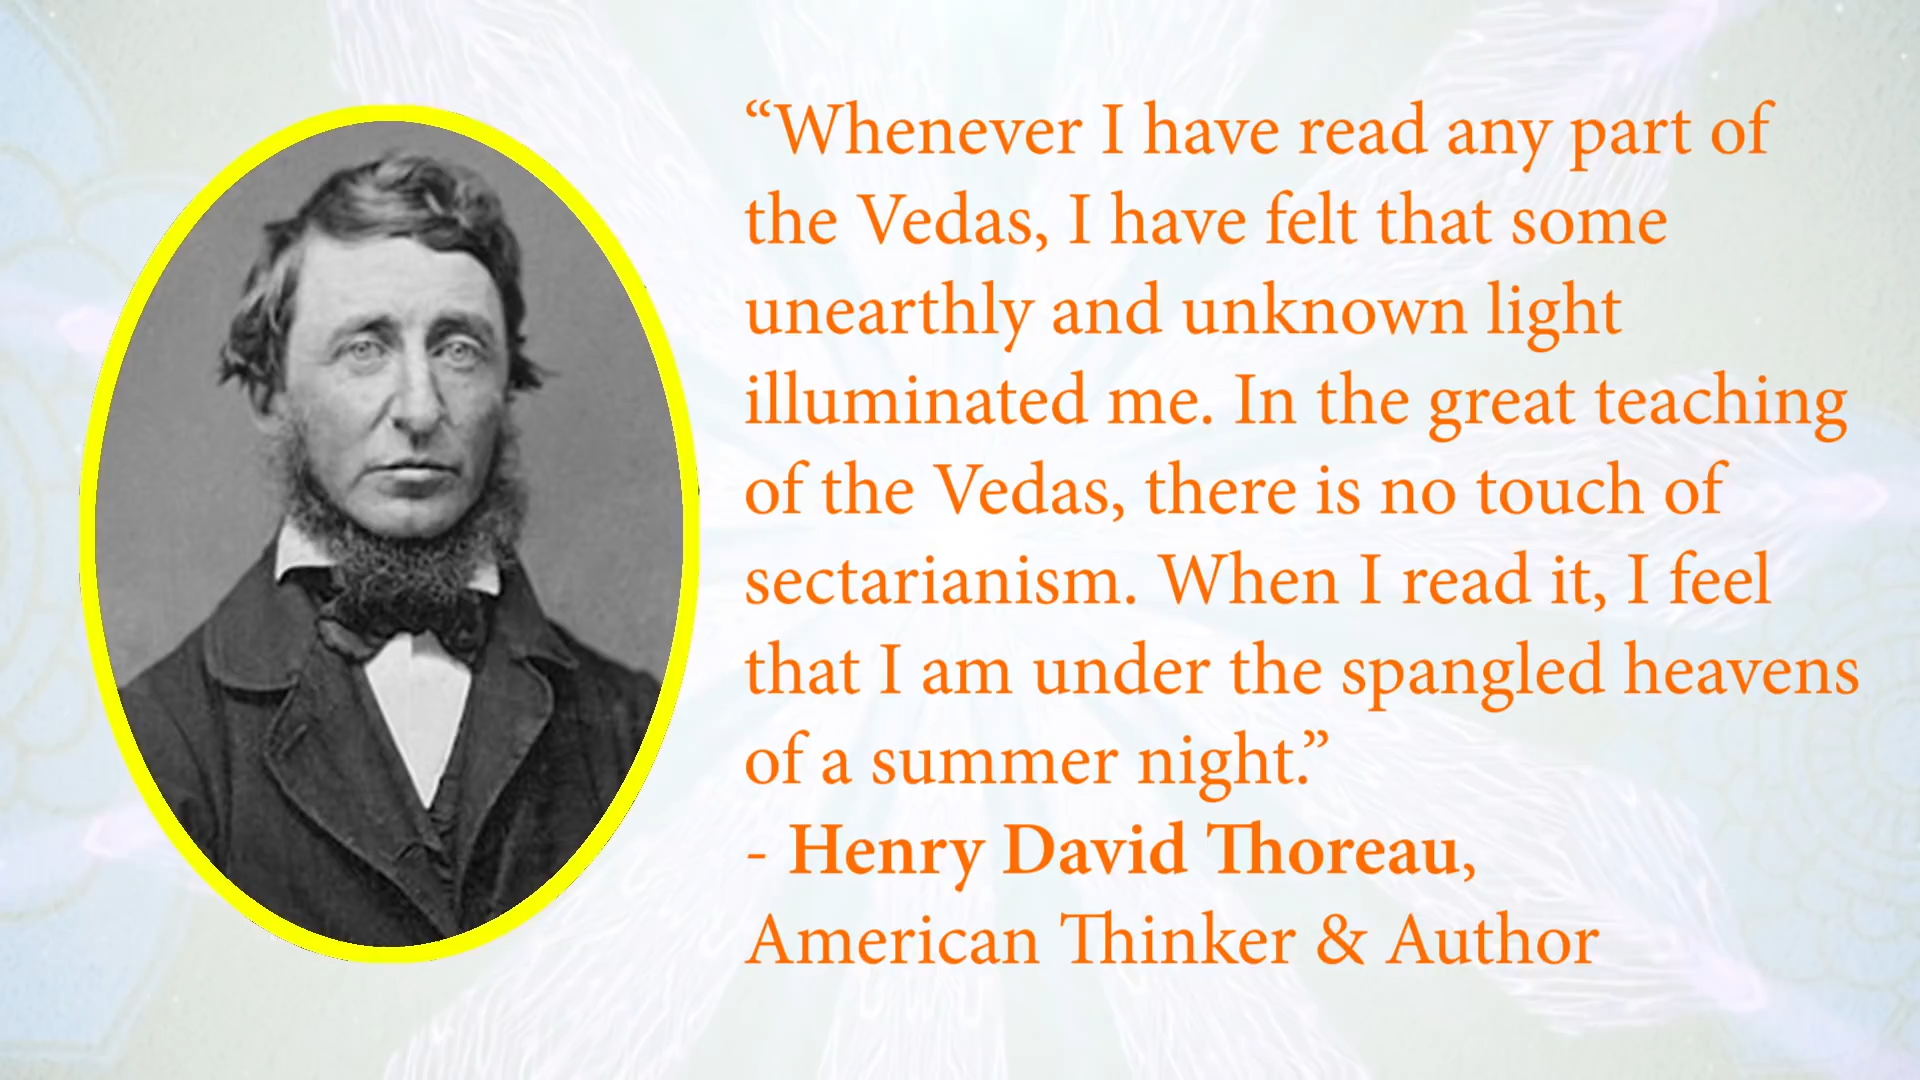 “Whenever I have read any part of
the Vedas, I have felt that some
unearthly and unknown light
illuminated me. In the great teaching
of the Vedas, there is no touch of
sectarianism. When I read it, I feel
that I am under the spangled heavens
of a summer night.”
- Henry David Thoreau,
American Thinker & Author